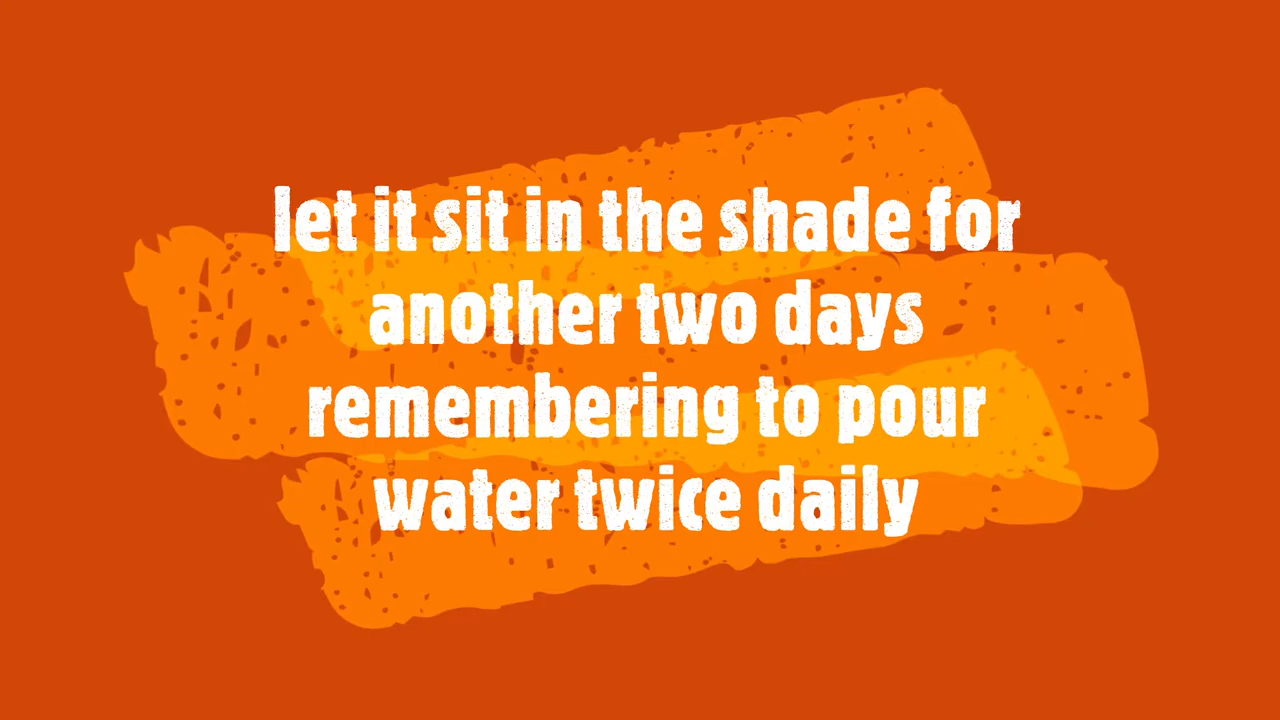 let it sit in the shade for
another two days
remembering to pour
water twice daily